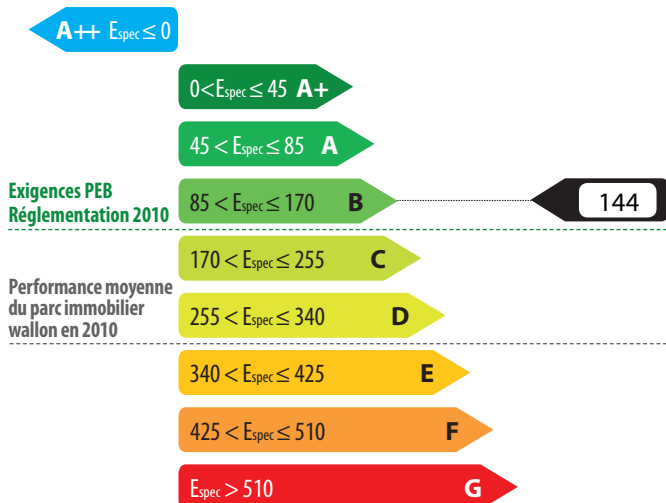 A++ Espec ≤ 0
0 < Espec ≤ 45 A+
45 < Espec ≤ 85 A
Exigences PEB
Réglementation 2010
85 < Espec ≤ 170 B
144
170 < Espec ≤ 255 C
Performance moyenne
du parc immobilier
wallon en 2010
255 < Espec ≤ 340 D
340 < Espec ≤ 425 E
425 < Espec ≤ 510 F
Espec > 510 G